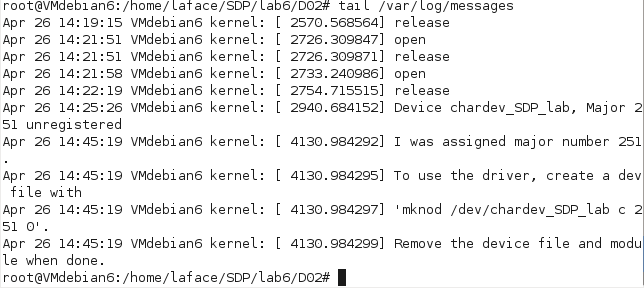 root@VMdebian6:/home/laface/SDP/lab6/D02# tail /var/log/messages
Apr 26 14:19:15 VMdebian6 kernel: [ 2570.568564] release
Apr 26 14:21:51 VMdebian6 kernel: [ 2726.309847] open
Apr 26 14:21:51 VMdebian6 kernel: [ 2726.309871] release
Apr 26 14:21:58 VMdebian6 kernel: [ 2733.240986] open
Apr 26 14:22:19 VMdebian6 kernel: [ 2754.715515] release
Apr 26 14:25:26 VMdebian6 kernel: [ 2940.684152] Device chardev_SDP_lab, Major 2
51 unregistered
Apr 26 14:45:19 VMdebian6 kernel: [ 4130.984292] I was assigned major number 251
.
Apr 26 14:45:19 VMdebian6 kernel: [ 4130.984295] To use the driver, create a dev
 file with
Apr 26 14:45:19 VMdebian6 kernel: [ 4130.984297] 'mknod /dev/chardev_SDP_lab c 2
51 0'.
Apr 26 14:45:19 VMdebian6 kernel: [ 4130.984299] Remove the device file and modu
le when done.
root@VMdebian6:/home/laface/SDP/lab6/D02#